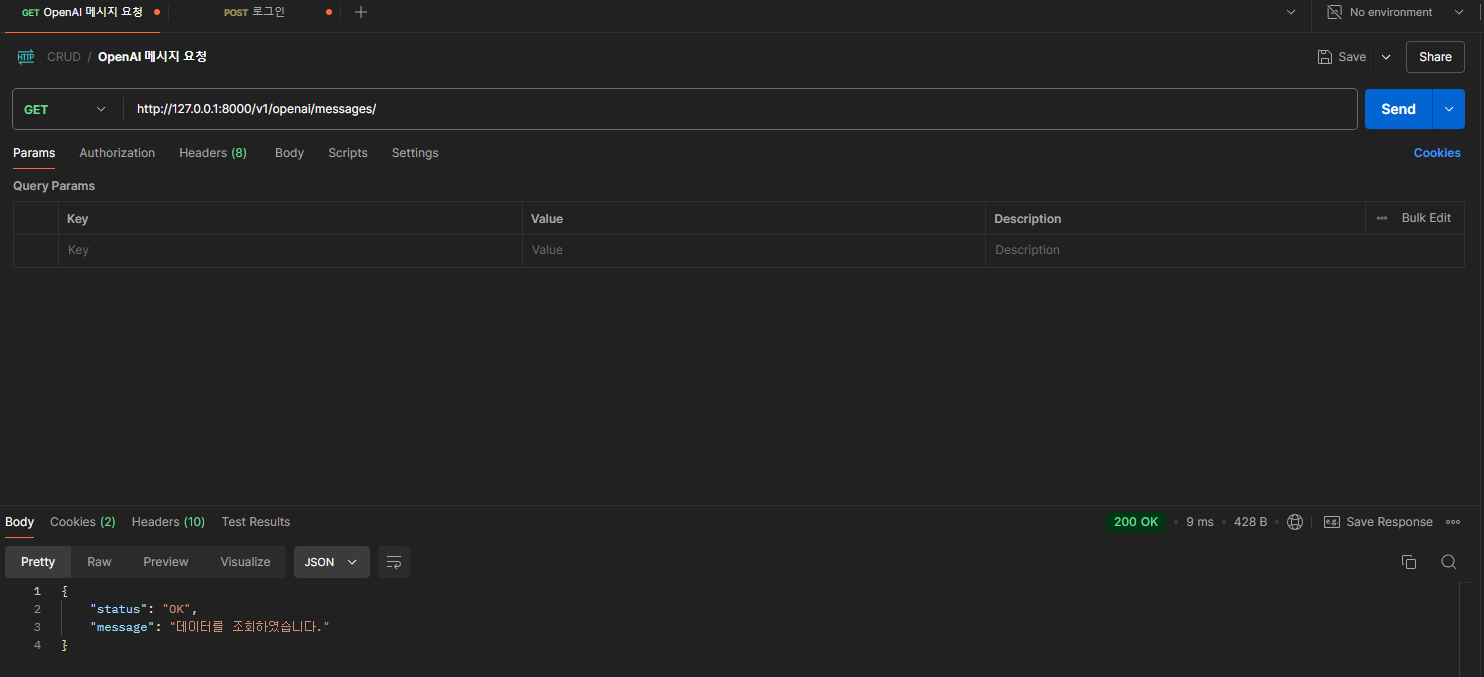 GET OpenAI 메시지 요청 POST 로그인 No environment
HTTP CRUD / OpenAI 메시지 요청 Save Share
GET http://127.0.0.1:8000/v1/openai/messages/ Send
Params Authorization Headers (8) Body Scripts Settings Cookies
Query Params
Key Value Description Bulk Edit
Key Value Description
Body Cookies (2) Headers (10) Test Results 200 OK 9 ms 428 B e.g. Save Response
Pretty Raw Preview Visualize JSON
1 {
2 "status": "OK",
3 "message": "데이터를 조회하였습니다."
4 }